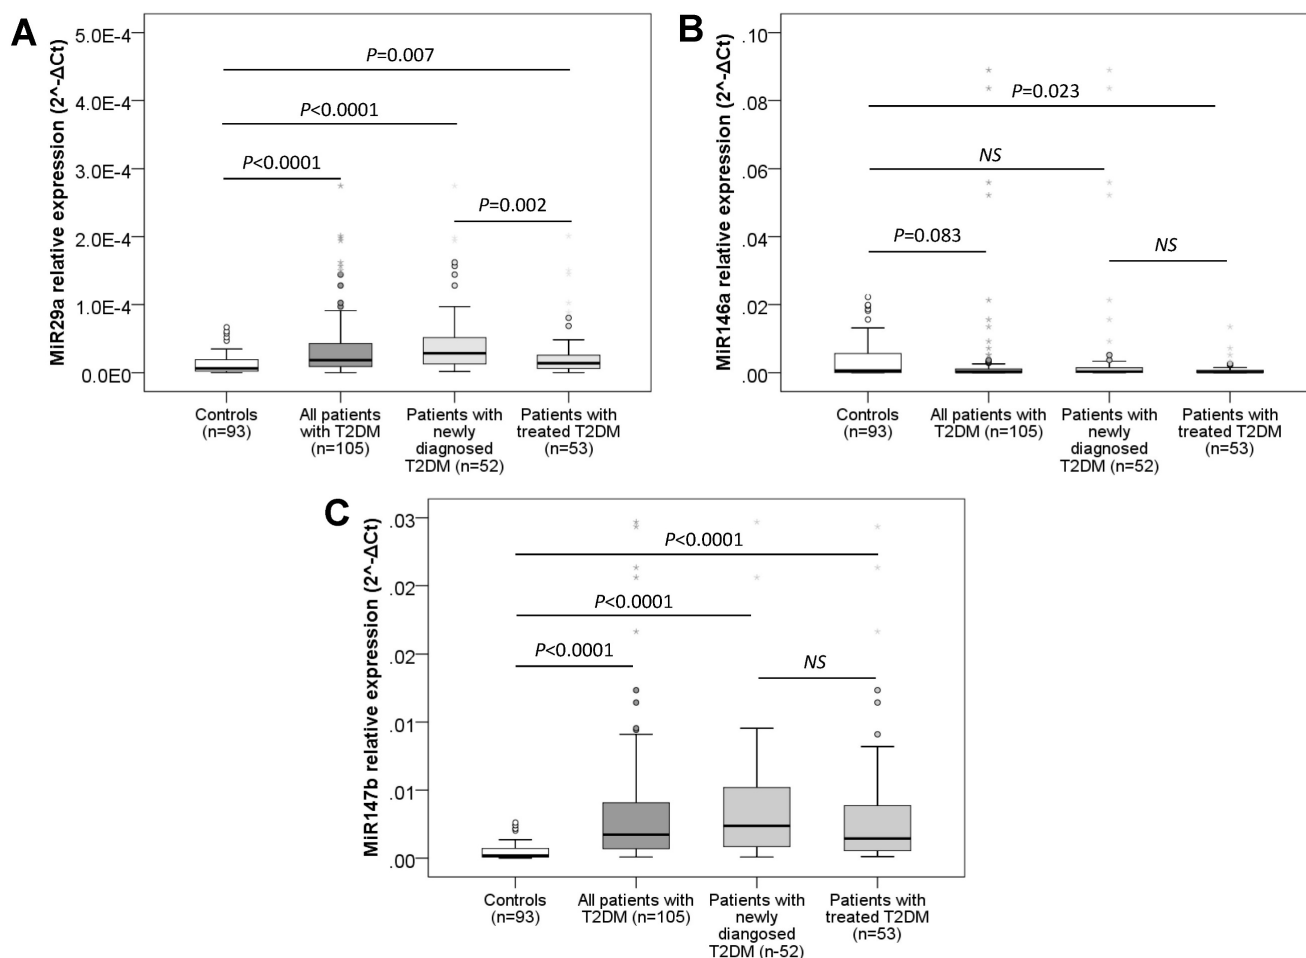 A
MiR29a relative expression (2^-ΔCt)
5.0E-4
4.0E-4
3.0E-4
2.0E-4
1.0E-4
0.0E0
P=0.007
P<0.0001
P<0.0001
P=0.002
Controls
(n=93)
All patients
with T2DM
(n=105)
Patients with
newly
diagnosed
T2DM (n=52)
Patients with
treated T2DM
(n=53)
B
MiR146a relative expression (2^-ΔCt)
.10
.08
.06
.04
.02
.00
P=0.023
NS
P=0.083
NS
Controls
(n=93)
All patients with
T2DM (n=105)
Patients with
newly
diagnosed
T2DM (n=52)
Patients with
treated T2DM
(n=53)
C
MiR147b relative expression (2^-ΔCt)
.03
.02
.02
.01
.01
.00
P<0.0001
P<0.0001
P<0.0001
NS
Controls
(n=93)
All patients with
T2DM (n=105)
Patients with
newly
diangosed
T2DM (n-52)
Patients with
treated T2DM
(n=53)